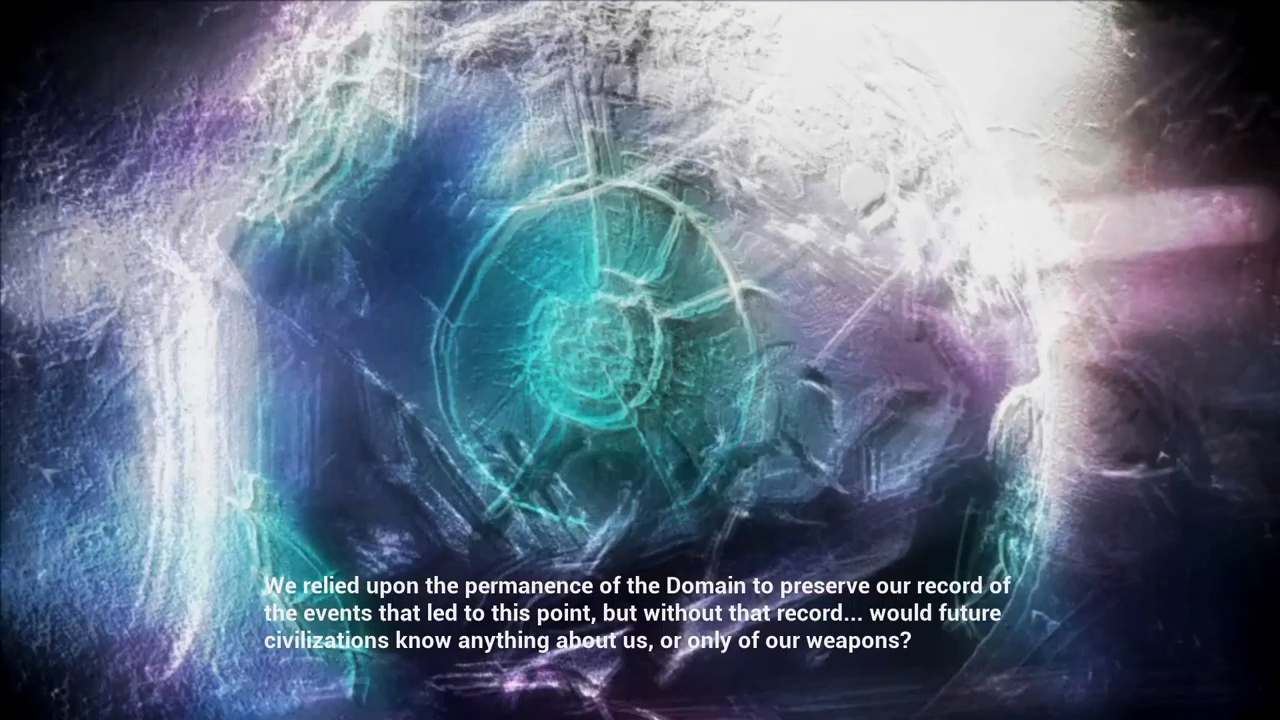 We relied upon the permanence of the Domain to preserve our record of
the events that led to this point, but without that record... would future
civilizations know anything about us, or only of our weapons?